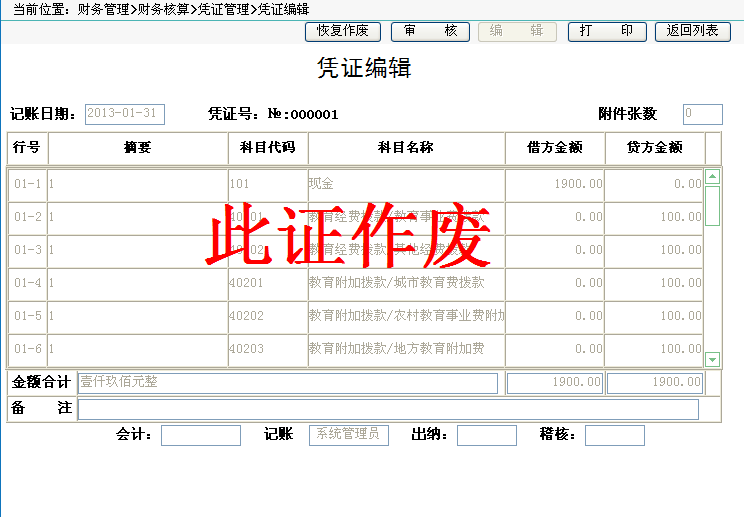 当前位置: 财务管理>财务核算>凭证管理>凭证编辑
恢复作废 审 核 编 辑 打 印 返回列表
凭证编辑
记账日期: 2013-01-31 凭证号: №:000001 附件张数 0
行号 摘要 科目代码 科目名称 借方金额 贷方金额
01-1 1 101 现金 1900.00 0.00
01-2 1 教育经费拨款/教育事业费拨款 0.00 100.00
01-3 1 教育经费拨款/其他经费拨款 0.00 100.00
此证作废
01-4 1 40201 教育附加拨款/城市教育费拨款 0.00 100.00
01-5 1 40202 教育附加拨款/农村教育事业费附加 0.00 100.00
01-6 1 40203 教育附加拨款/地方教育附加费 0.00 100.00
金额合计 壹仟玖佰元整 1900.00 1900.00
备 注
会计: 记账 系统管理员 出纳: 稽核: